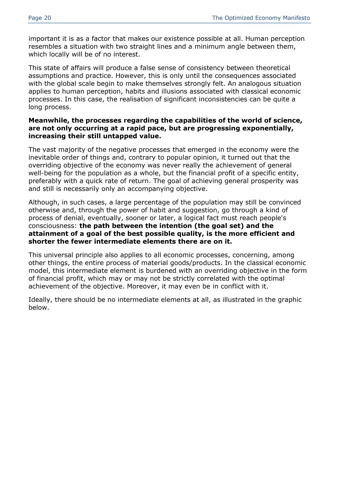 Page 20
The Optimized Economy Manifesto
important it is as a factor that makes our existence possible at all. Human perception
resembles a situation with two straight lines and a minimum angle between them,
which locally will be of no interest.
This state of affairs will produce a false sense of consistency between theoretical
assumptions and practice. However, this is only until the consequences associated
with the global scale begin to make themselves strongly felt. An analogous situation
applies to human perception, habits and illusions associated with classical economic
processes. In this case, the realisation of significant inconsistencies can be quite a
long process.
Meanwhile, the processes regarding the capabilities of the world of science,
are not only occurring at a rapid pace, but are progressing exponentially,
increasing their still untapped value.
The vast majority of the negative processes that emerged in the economy were the
inevitable order of things and, contrary to popular opinion, it turned out that the
overriding objective of the economy was never really the achievement of general
well-being for the population as a whole, but the financial profit of a specific entity,
preferably with a quick rate of return. The goal of achieving general prosperity was
and still is necessarily only an accompanying objective.
Although, in such cases, a large percentage of the population may still be convinced
otherwise and, through the power of habit and suggestion, go through a kind of
process of denial, eventually, sooner or later, a logical fact must reach people's
consciousness: the path between the intention (the goal set) and the
attainment of a goal of the best possible quality, is the more efficient and
shorter the fewer intermediate elements there are on it.
This universal principle also applies to all economic processes, concerning, among
other things, the entire process of material goods/products. In the classical economic
model, this intermediate element is burdened with an overriding objective in the form
of financial profit, which may or may not be strictly correlated with the optimal
achievement of the objective. Moreover, it may even be in conflict with it.
Ideally, there should be no intermediate elements at all, as illustrated in the graphic
below.